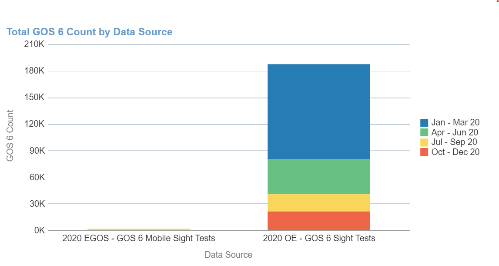 Total GOS 6 Count by Data Source
210K
180K
150K
120K
90K
60K
30K
0K
GOS 6 Count
2020 EGOS - GOS 6 Mobile Sight Tests
2020 OE - GOS 6 Sight Tests
Data Source
Jan - Mar 20
Apr - Jun 20
Jul - Sep 20
Oct - Dec 20